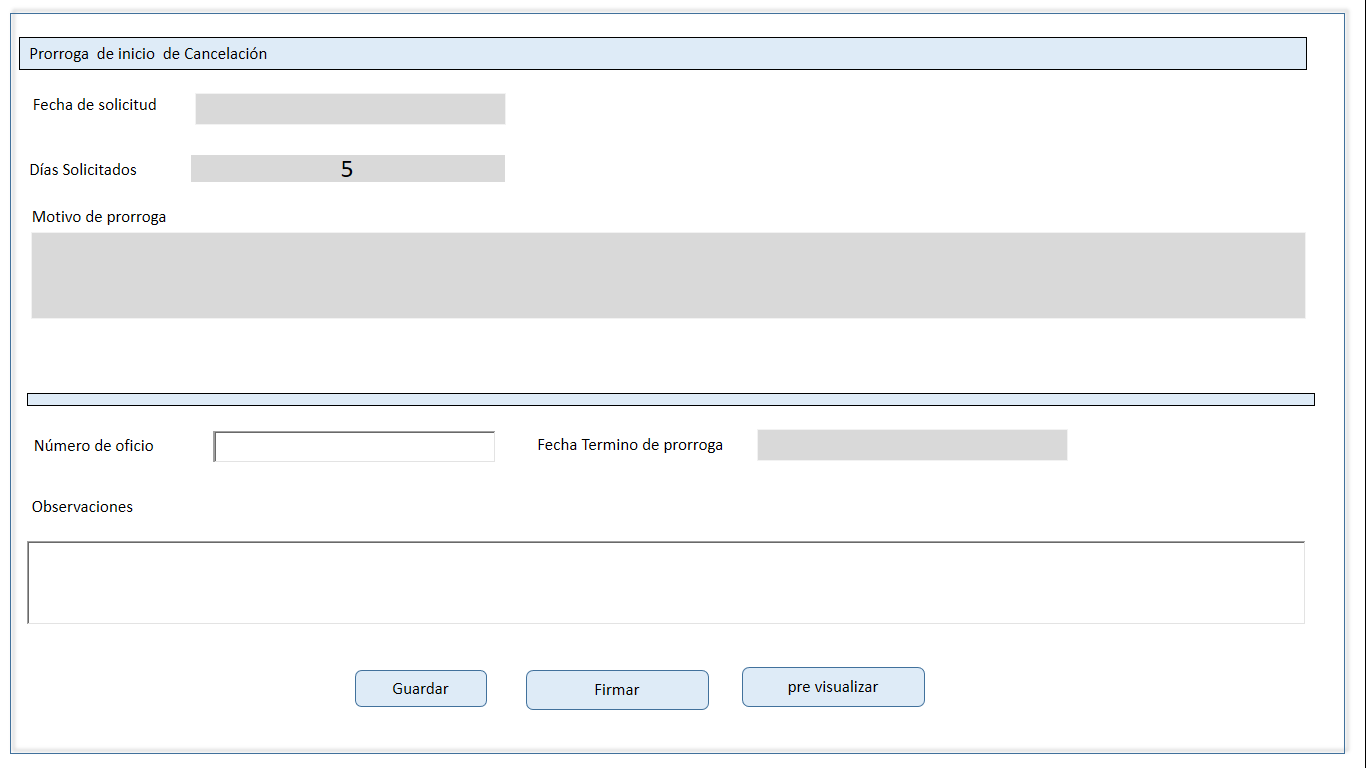 Prorroga  de inicio  de Cancelación
Fecha de solicitud
Días Solicitados 5
Motivo de prorroga
Número de oficio Fecha Termino de prorroga
Observaciones
Guardar Firmar pre visualizar